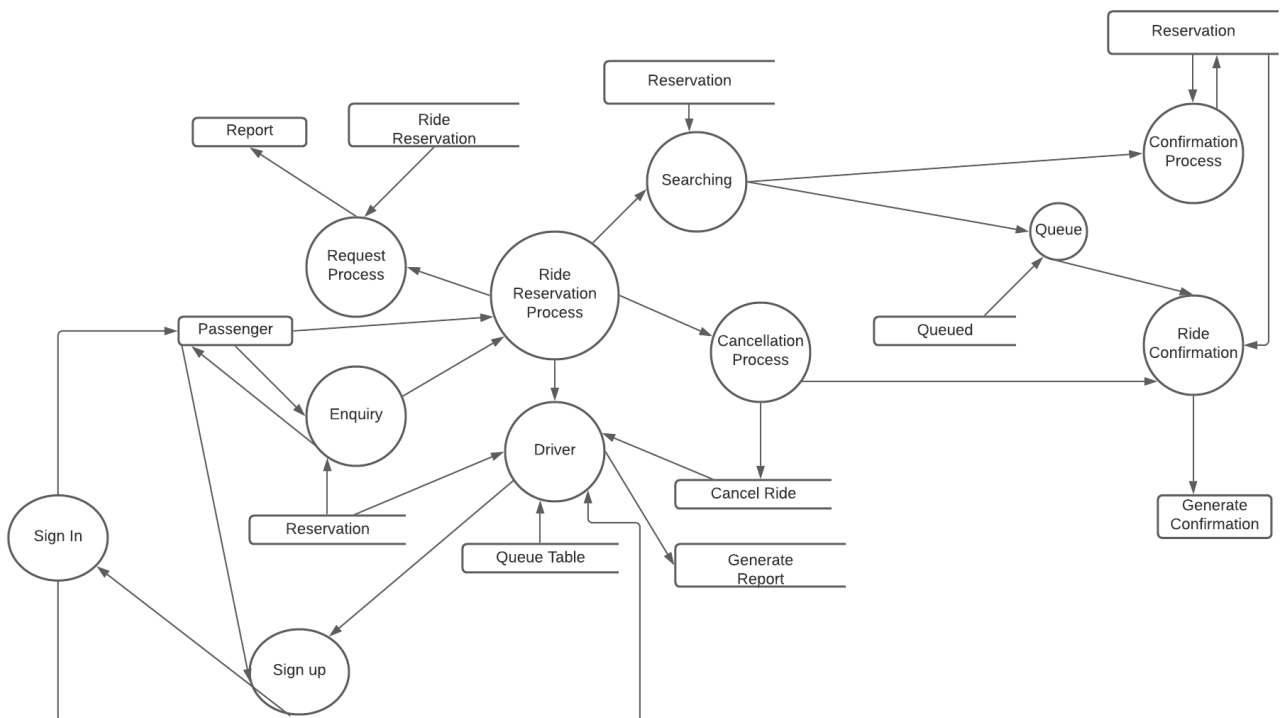 Reservation
Reservation
Ride
Reservation
Report
Confirmation
Process
Searching
Queue
Request
Process
Ride
Reservation
Process
Passenger
Queued
Cancellation
Process
Ride
Confirmation
Enquiry
Driver
Cancel Ride
Generate
Confirmation
Reservation
Sign In
Queue Table
Generate
Report
Sign up